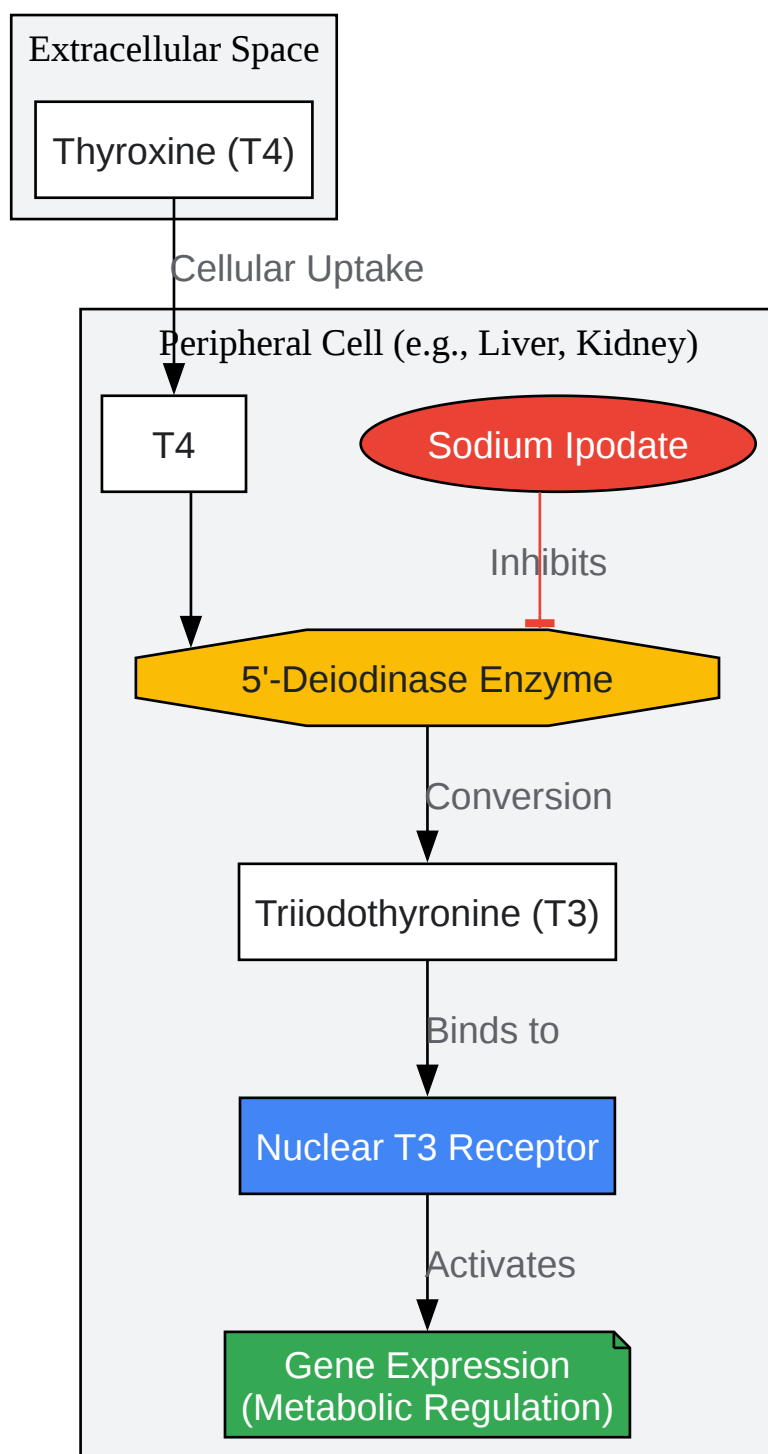 Extracellular Space
Thyroxine (T4)
Cellular Uptake
Peripheral Cell (e.g., Liver, Kidney)
T4
Sodium Ipodate
Inhibits
5'-Deiodinase Enzyme
Conversion
Triiodothyronine (T3)
Binds to
Nuclear T3 Receptor
Activates
Gene Expression
(Metabolic Regulation)